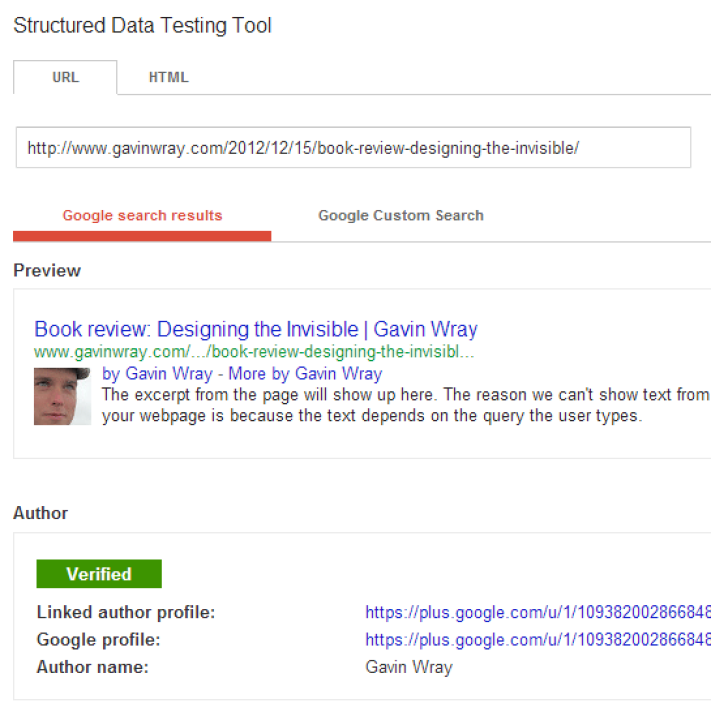 Structured Data Testing Tool
URL HTML
http://www.gavinwray.com/2012/12/15/book-review-designing-the-invisible/
Google search results Google Custom Search
Preview
Book review: Designing the Invisible | Gavin Wray
www.gavinwray.com/.../book-review-designing-the-invisibl...
by Gavin Wray - More by Gavin Wray
The excerpt from the page will show up here. The reason we can't show text from
your webpage is because the text depends on the query the user types.
Author
Verified
Linked author profile: https://plus.google.com/u/1/109382002866848
Google profile: https://plus.google.com/u/1/109382002866848
Author name: Gavin Wray